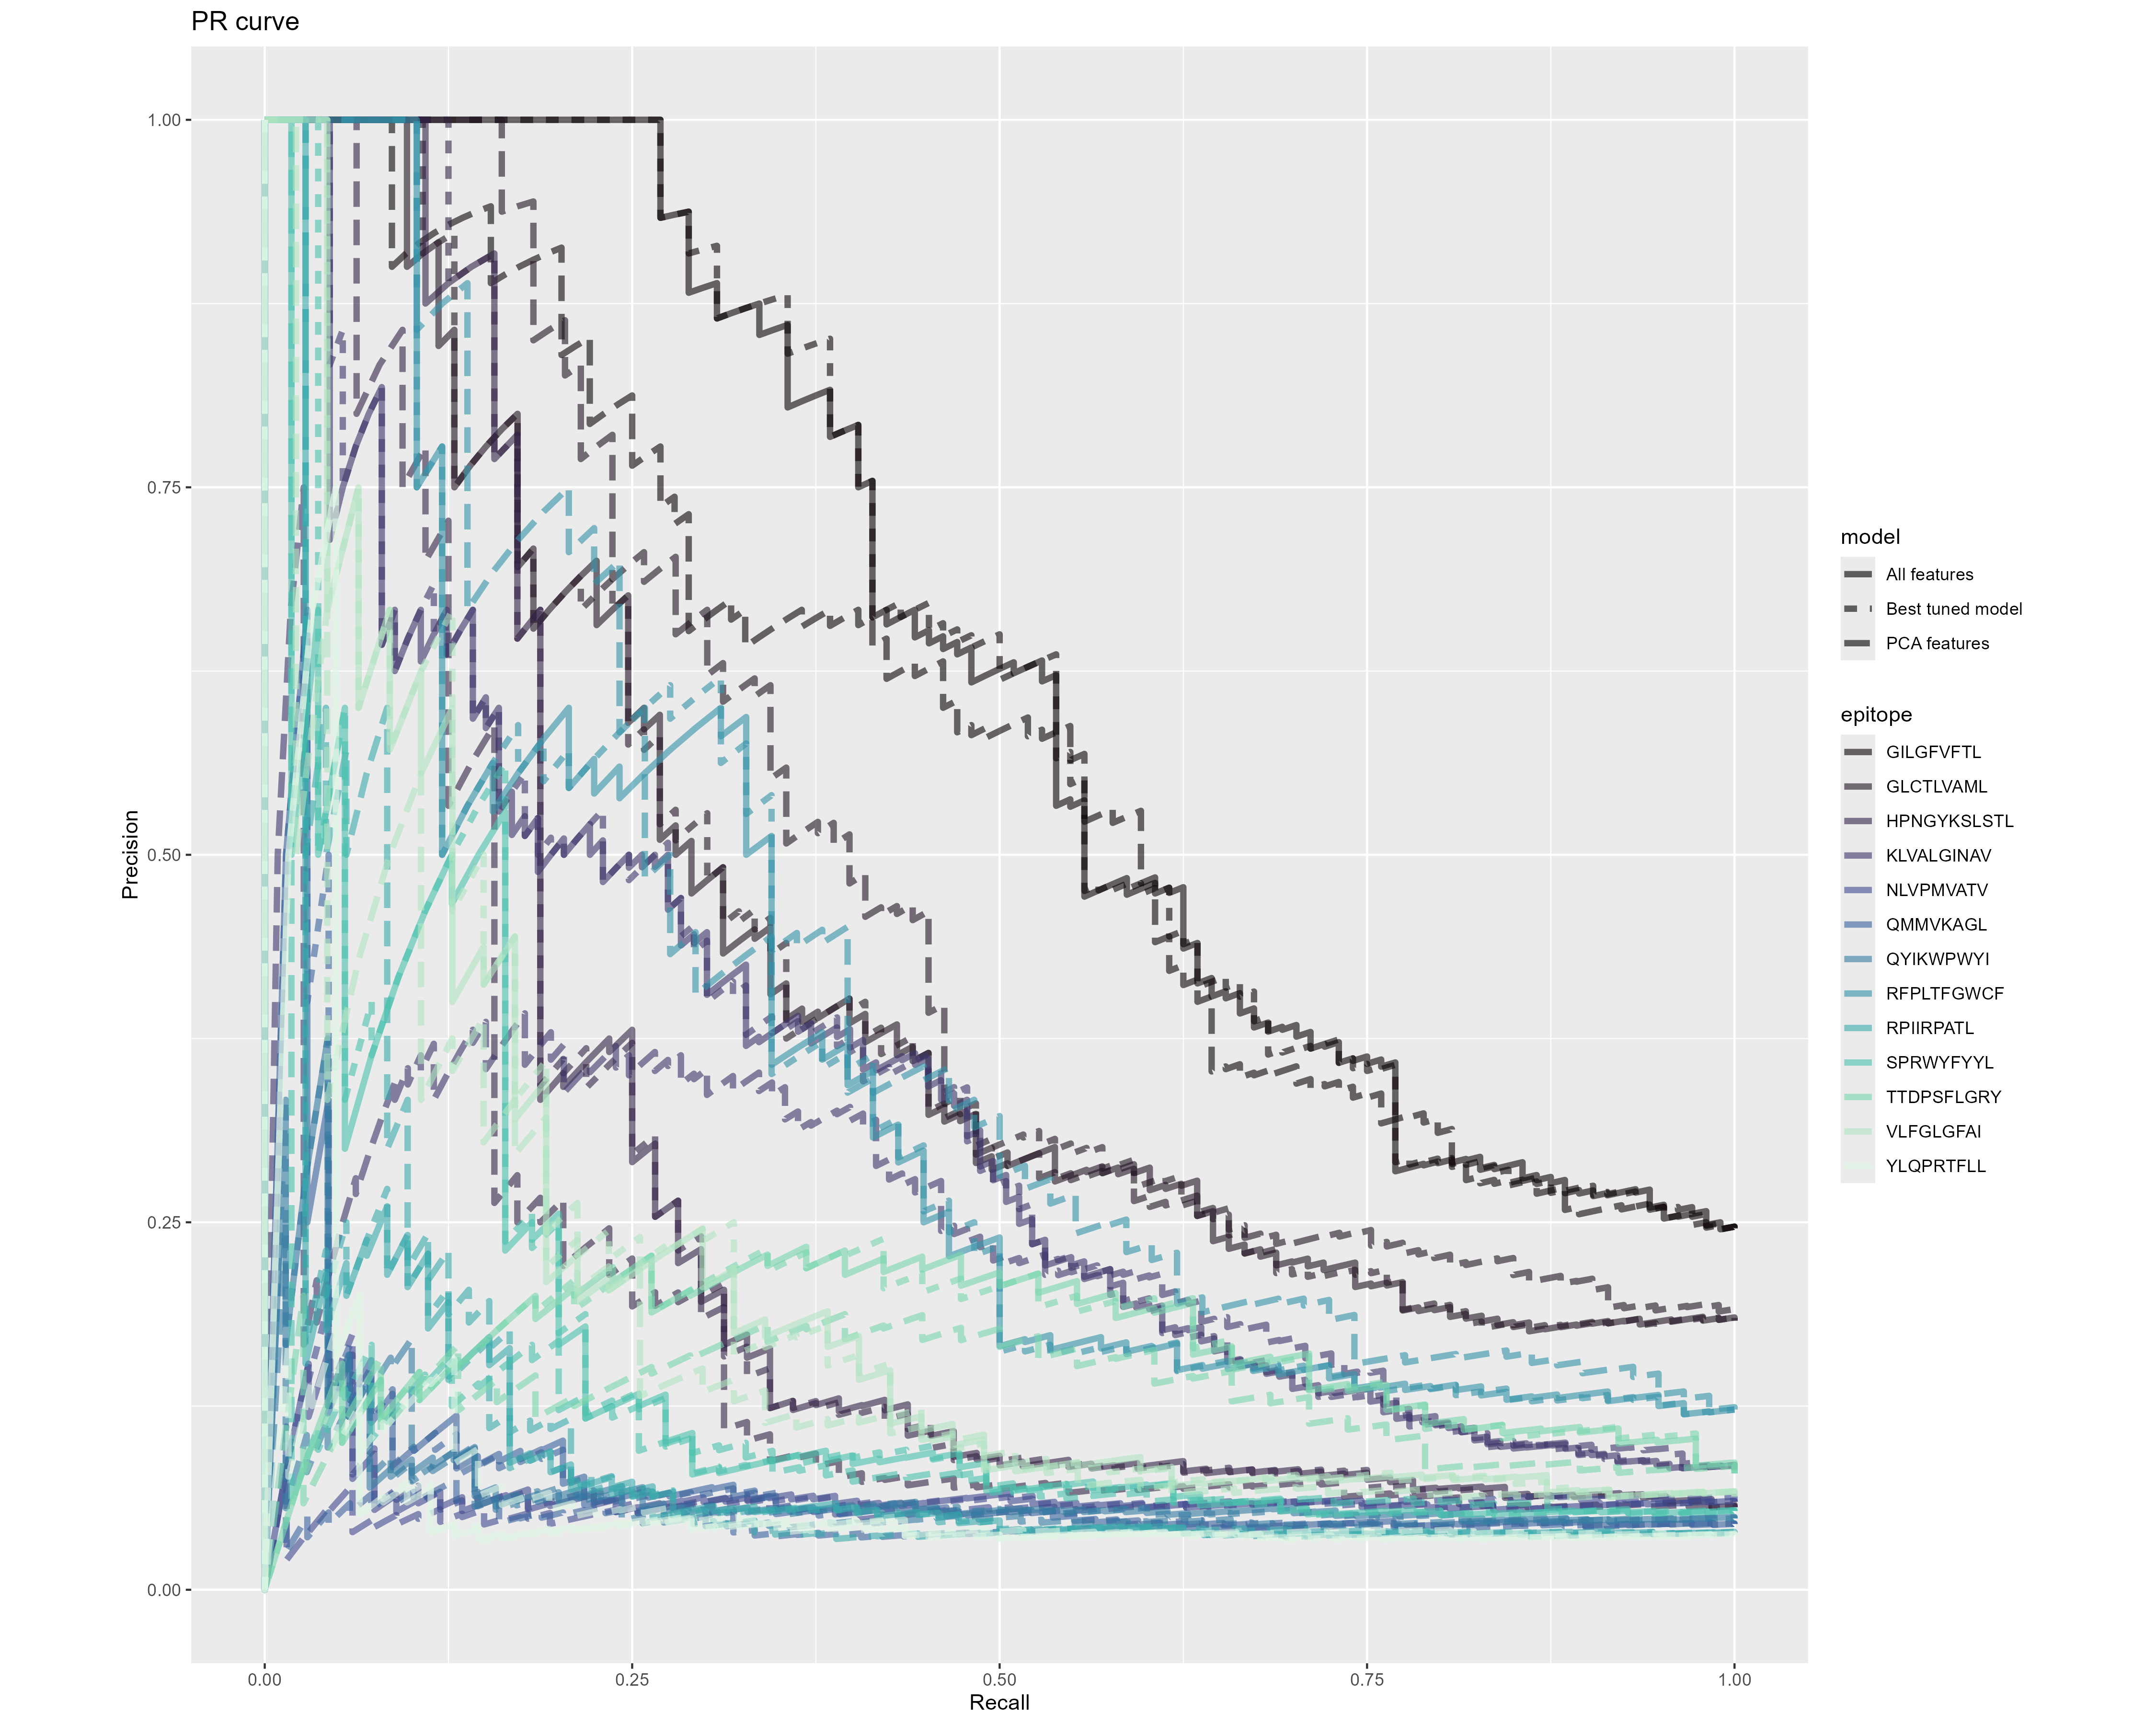 PR curve
1.00
0.75
0.50
0.25
0.00
Precision
0.00
0.25
0.50
0.75
1.00
Recall
model
All features
Best tuned model
PCA features
epitope
GILGFVFTL
GLCTLVAML
HPNGYKSLSTL
KLVALGINAV
NLVPMVATV
QMMVKAGL
QYIKWPWYI
RFPLTFGWCF
RPIIRPATL
SPRWYFYYL
TTDPSFLGRY
VLFGLGFAI
YLQPRTFLL